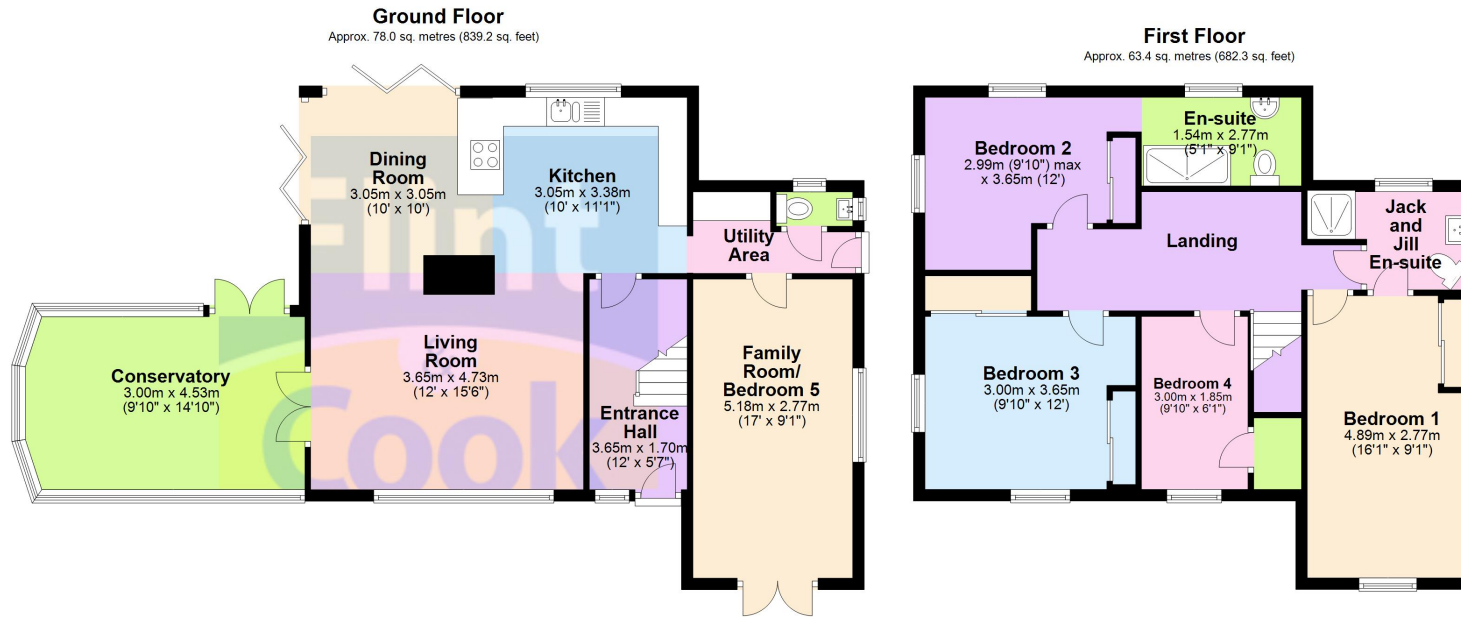 Ground Floor
Approx. 78.0 sq. metres (839.2 sq. feet)
Dining
Room
3.05m x 3.05m
(10' x 10')
Kitchen
3.05m x 3.38m
(10' x 11'1")
Utility
Area
Conservatory
3.00m x 4.53m
(9'10" x 14'10")
Living
Room
3.65m x 4.73m
(12' x 15'6")
Entrance
Hall
3.65m x 1.70m
(12' x 5'7")
Family
Room/
Bedroom 5
5.18m x 2.77m
(17' x 9'1")
Flint
Cook
First Floor
Approx. 63.4 sq. metres (682.3 sq. feet)
Bedroom 2
2.99m (9'10") max
x 3.65m (12')
En-suite
1.54m x 2.77m
(5'1" x 9'1")
Landing
Jack
and
Jill
En-suite
Bedroom 3
3.00m x 3.65m
(9'10" x 12')
Bedroom 4
3.00m x 1.85m
(9'10" x 6'1")
Bedroom 1
4.89m x 2.77m
(16'1" x 9'1")